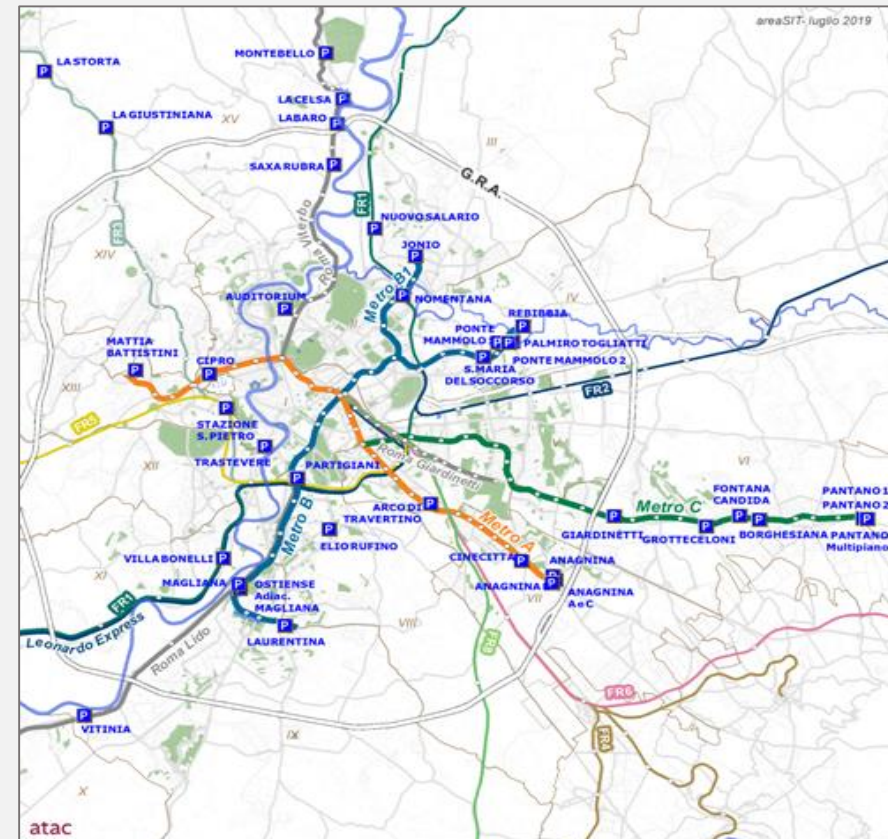 areaSIT- luglio 2019
MONTEBELLO
LA STORTA
LA CELSA
LA GIUSTINIANA
XV
LABARO
III
SAXA RUBRA
G.R.A.
FR1
Roma Viterbo
NUOVO SALARIO
FR3
XIV
JONIO
Metro B1
AUDITORIUM
NOMENTANA
IV
REBIBBIA
PONTE
MAMMOLO
PALMIRO TOGLIATTI
MATTIA
BATTISTINI
II
CIPRO
PONTE MAMMOLO 2
S.MARIA
DEL SOCCORSO
XIII
I
FR2
FR5
STAZIONE
S.PIETRO
TRASTEVERE
XII
Roma Giardinetti
VI
PARTIGIANI
FONTANA
CANDIDA
PANTANO 1
PANTANO 2
Metro C
ARCO DI
TRAVERTINO
Metro B
Metro A
GIARDINETTI
GROTTECELONI
BORGHESIANA
PANTANO
Multipiano
ELIO RUFINO
CINECITTA
ANAGNINA
VILLA BONELLI
XI
MAGLIANA
OSTIENSE
Adiac.
MAGLIANA
ANAGNINA
VII
ANAGNINA
A e C
FR1
Leonardo Express
LAURENTINA
VIII
Roma Lido
FR8
FR6
VITINIA
IX
FR4
X
atac